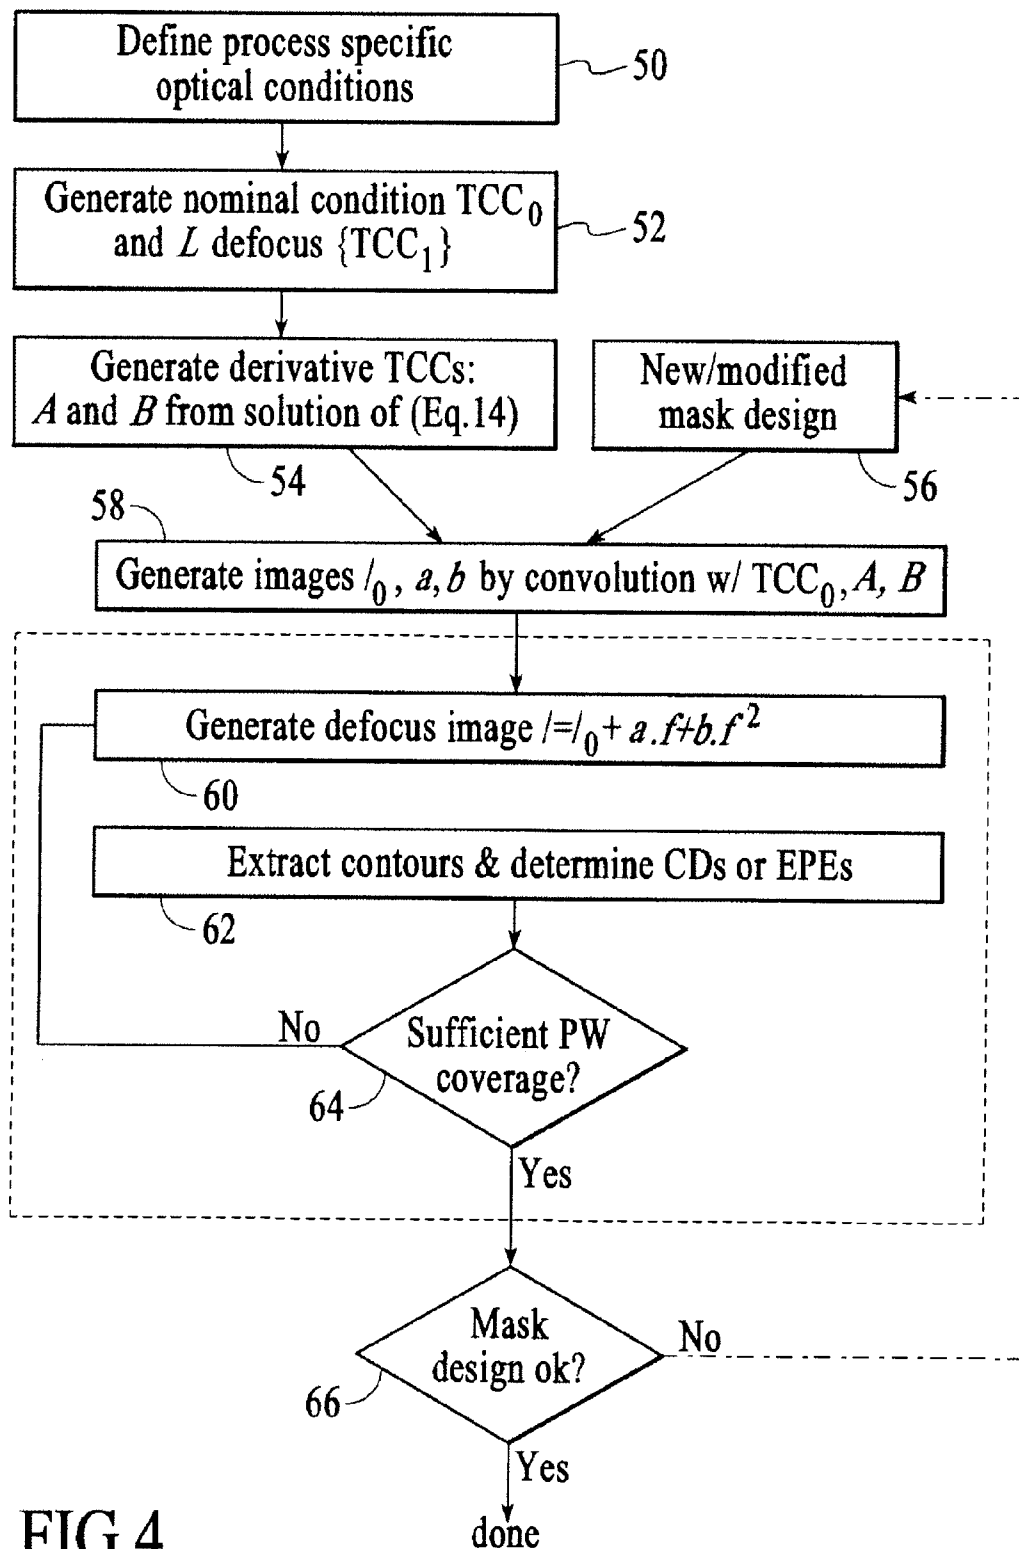 Define process specific
optical conditions
50
Generate nominal condition TCC0
and L defocus {TCC1}
52
Generate derivative TCCs:
A and B from solution of (Eq.14)
54
New/modified
mask design
56
58
Generate images I0, a, b by convolution w/ TCC0, A, B
Generate defocus image I=I0+ a.f+b.f2
60
Extract contours & determine CDs or EPEs
62
No
Sufficient PW
coverage?
64
Yes
Mask
design ok?
No
66
Yes
done
FIG.4